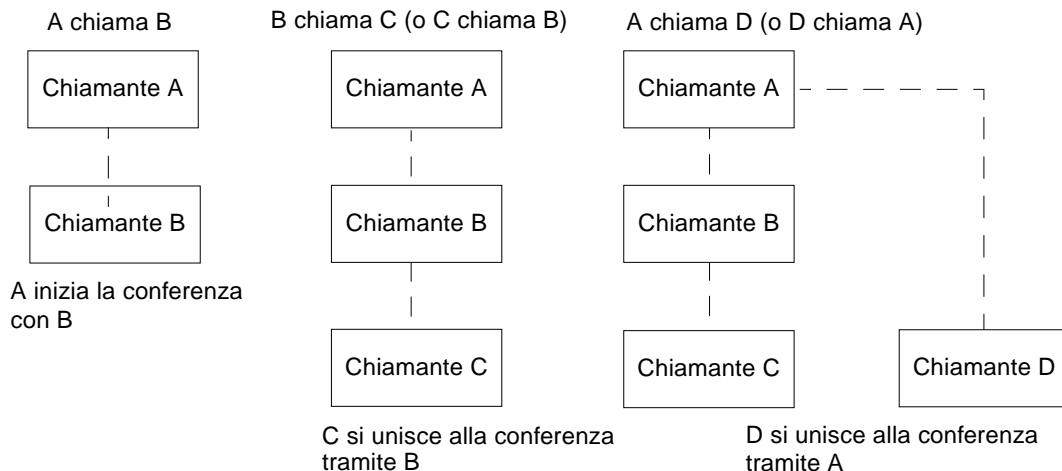 A chiama B
Chiamante A
Chiamante B
A inizia la conferenza
con B
B chiama C (o C chiama B)
Chiamante A
Chiamante B
Chiamante C
C si unisce alla conferenza
tramite B
A chiama D (o D chiama A)
Chiamante A
Chiamante B
Chiamante C
Chiamante D
D si unisce alla conferenza
tramite A